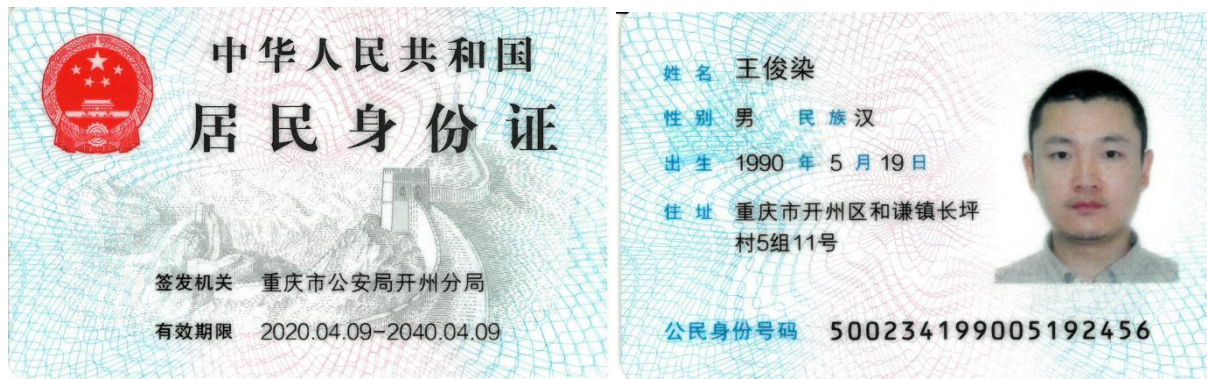 中华人民共和国
居民身份证
签发机关 重庆市公安局开州分局
有效期限 2020.04.09-2040.04.09
姓名 王俊染
性别 男 民族 汉
出生 1990 年 5 月 19 日
住址 重庆市开州区和谦镇长坪
村5组11号
公民身份号码 500234199005192456